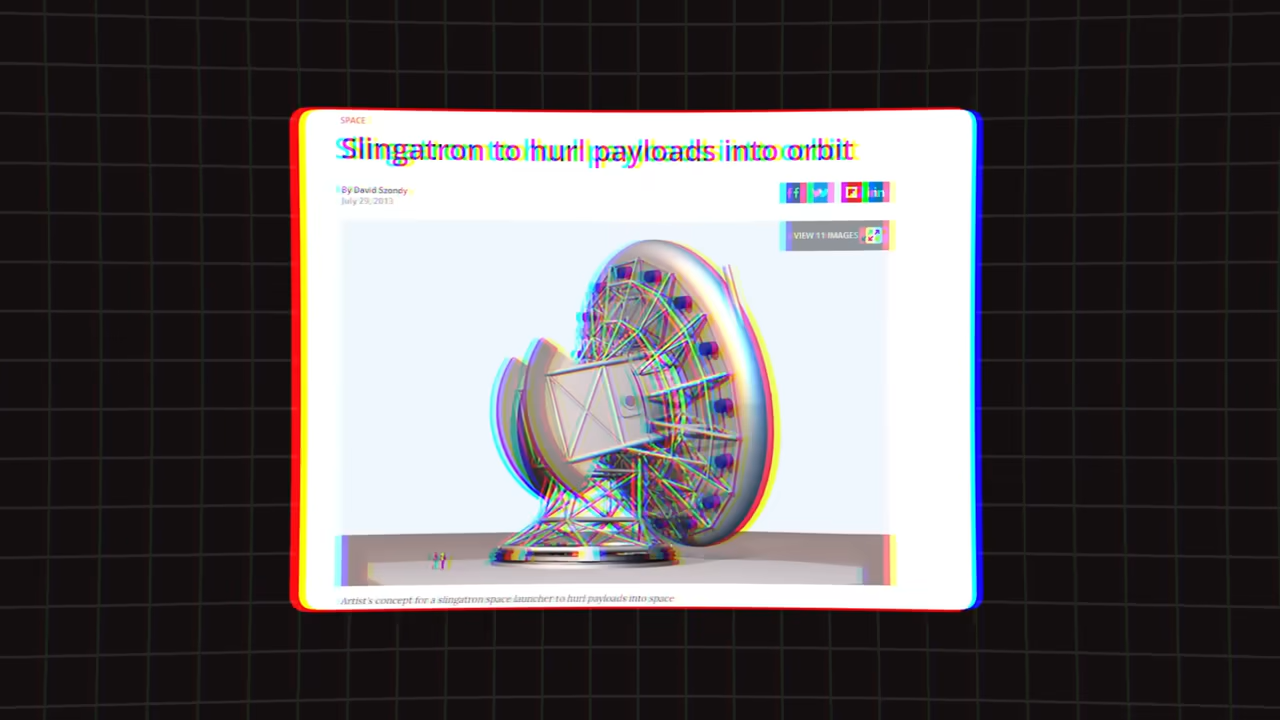 SPACE
Slingatron to hurl payloads into orbit
By David Szondy
July 29, 2013
f in
VIEW 11 IMAGES
Artist's concept for a slingatron space launcher to hurl payloads into space